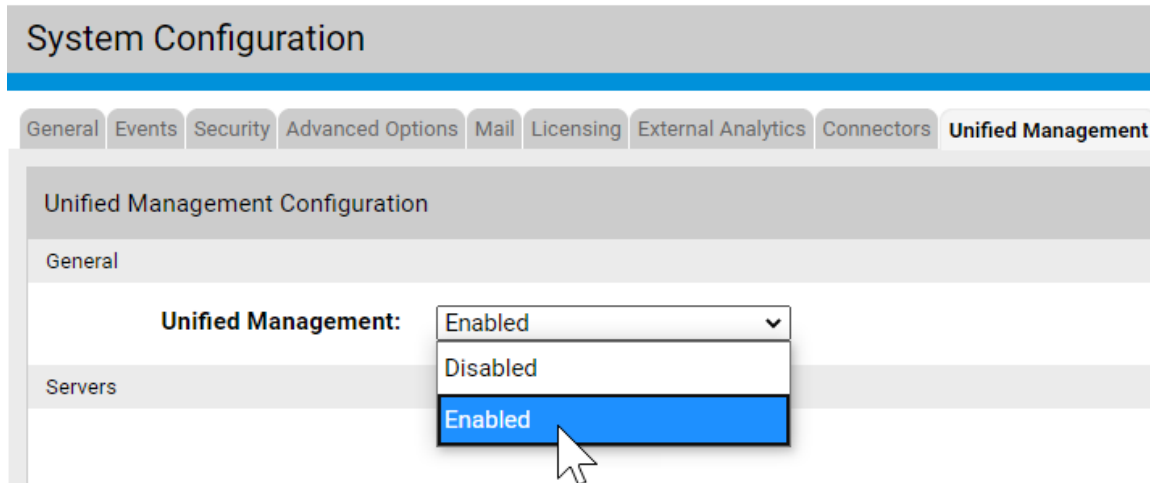 System Configuration
General Events Security Advanced Options Mail Licensing External Analytics Connectors Unified Management
Unified Management Configuration
General
Unified Management: Enabled
Disabled
Servers
Enabled